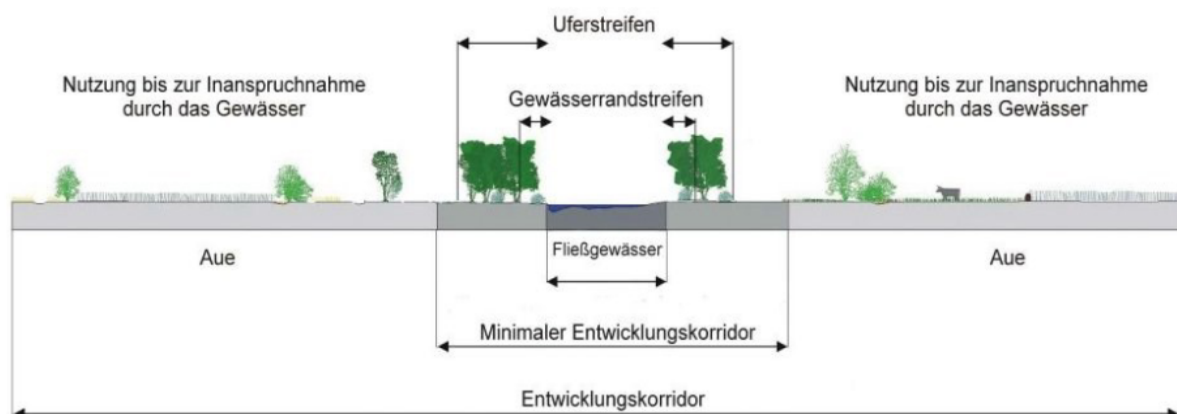 Uferstreifen
Nutzung bis zur Inanspruchnahme
durch das Gewässer
Gewässerrandstreifen
Nutzung bis zur Inanspruchnahme
durch das Gewässer
Aue
Fließgewässer
Aue
Minimaler Entwicklungskorridor
Entwicklungskorridor